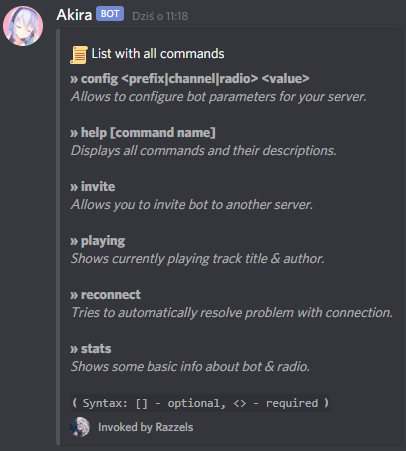 Akira BOT Dziś o 11:18
List with all commands
» config <prefix|channel|radio> <value>
Allows to configure bot parameters for your server.
» help [command name]
Displays all commands and their descriptions.
» invite
Allows you to invite bot to another server.
» playing
Shows currently playing track title & author.
» reconnect
Tries to automatically resolve problem with connection.
» stats
Shows some basic info about bot & radio.
( Syntax: [] - optional, <> - required )
Invoked by Razzels